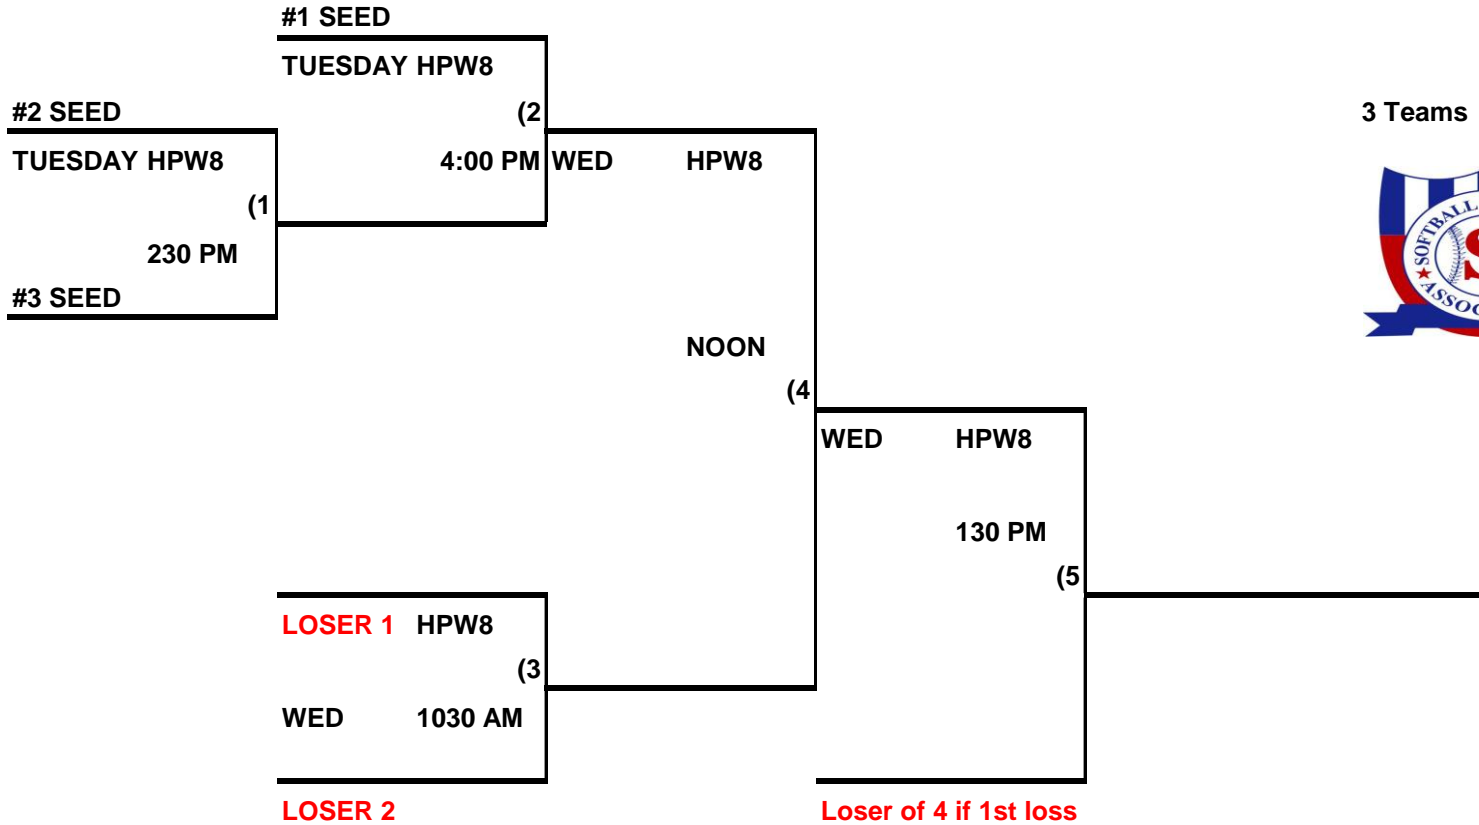 #1 SEED
TUESDAY HPW8
#2 SEED
(2
3 Teams
TUESDAY HPW8
4:00 PM
WED HPW8
(1
230 PM
#3 SEED
SOFTBALL
NOON
(4
WED HPW8
130 PM
(5
LOSER 1 HPW8
(3
WED 1030 AM
LOSER 2
Loser of 4 if 1st loss